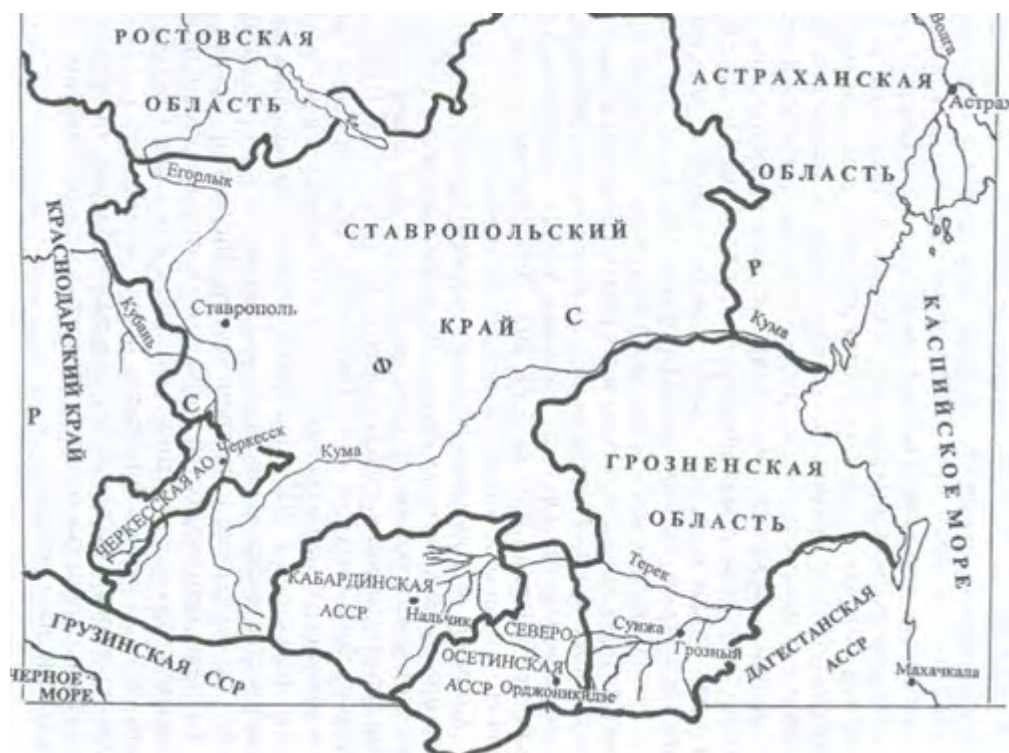 РОСТОВСКАЯ
ОБЛАСТЬ
Волга
АСТРАХАНСКАЯ
ОБЛАСТЬ
Астрах
Егорлык
КРАСНОДАРСКИЙ КРАЙ
СТАВРОПОЛЬСКИЙ
КРАЙ
Ставрополь
Кубань
Р
С
Ф
С
Р
Кума
КАСПИЙСКОЕ МОРЕ
Черкесск
ЧЕРКЕССКАЯ АО
Кума
ГРОЗНЕНСКАЯ
ОБЛАСТЬ
КАБАРДИНСКАЯ
АССР
Нальчик
Терек
СЕВЕРО
ОСЕТИНСКАЯ
АССР
Орджоникидзе
Сунжа
Грозный
ДАГЕСТАНСКАЯ
АССР
Махачкала
ГРУЗИНСКАЯ ССР
ЧЕРНОЕ
МОРЕ